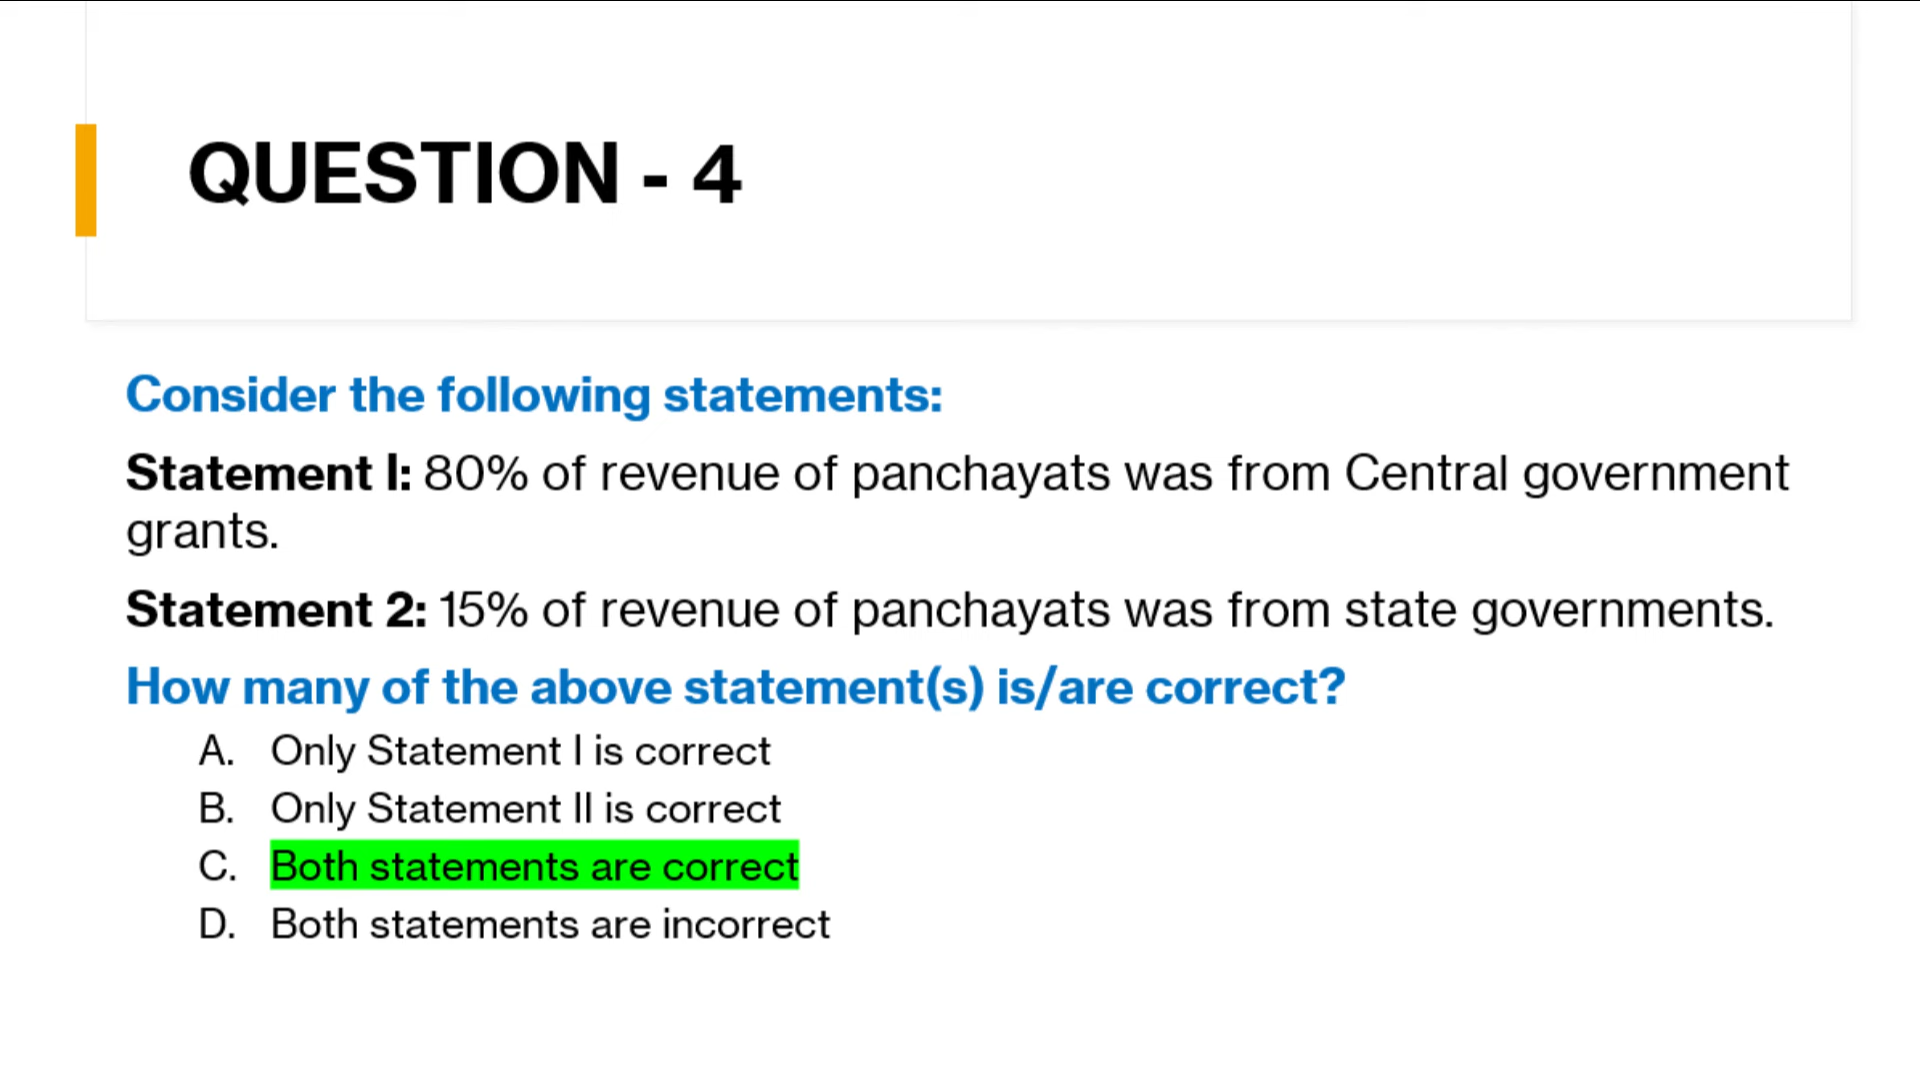 QUESTION - 4
Consider the following statements:
Statement I: 80% of revenue of panchayats was from Central government
grants.
Statement 2: 15% of revenue of panchayats was from state governments.
How many of the above statement(s) is/are correct?
A. Only Statement I is correct
B. Only Statement II is correct
C. Both statements are correct
D. Both statements are incorrect